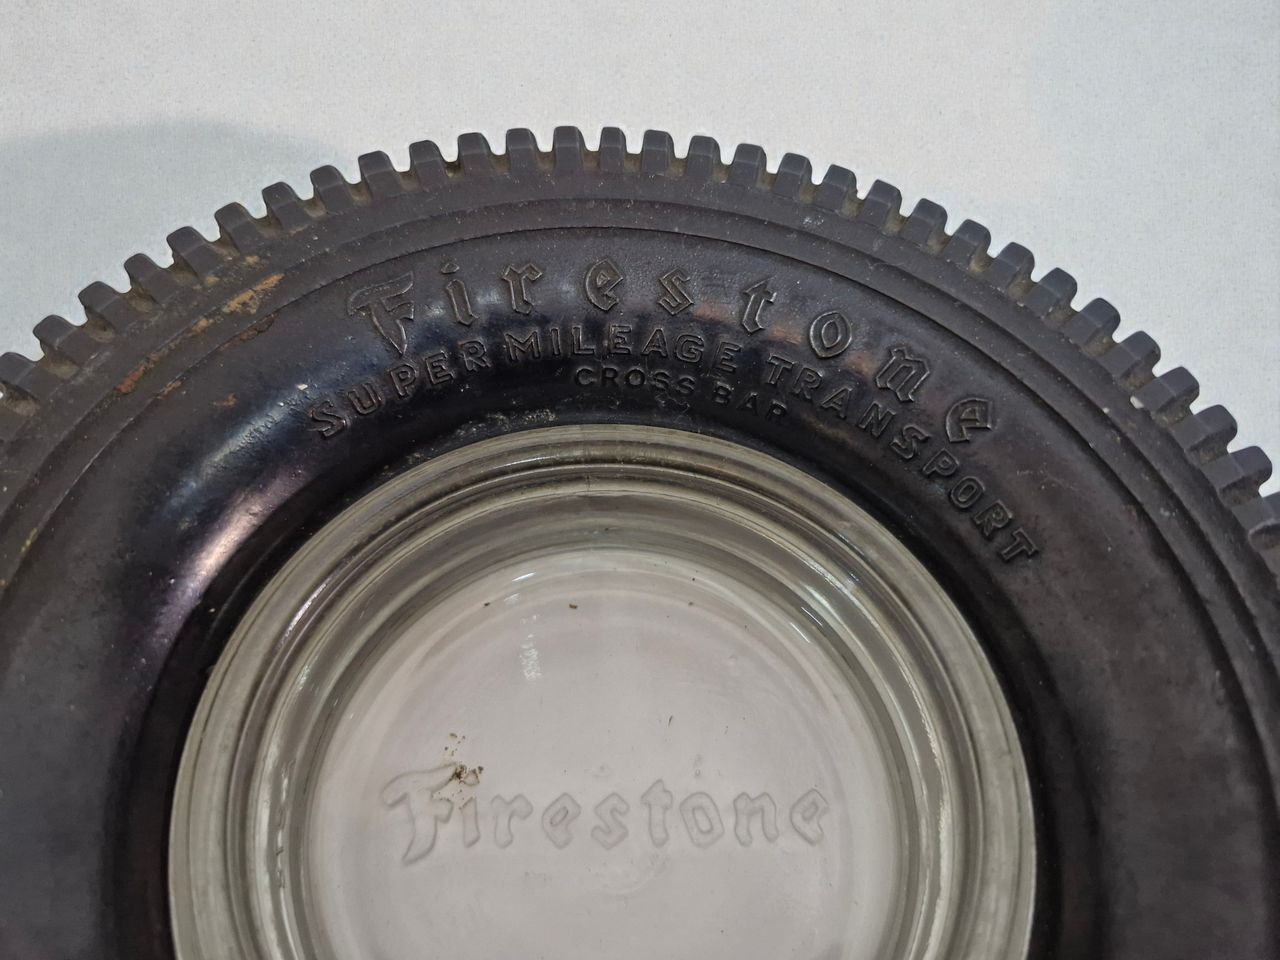 Firestone
SUPER MILEAGE TRANSPORT
CROSS BAR
Firestone